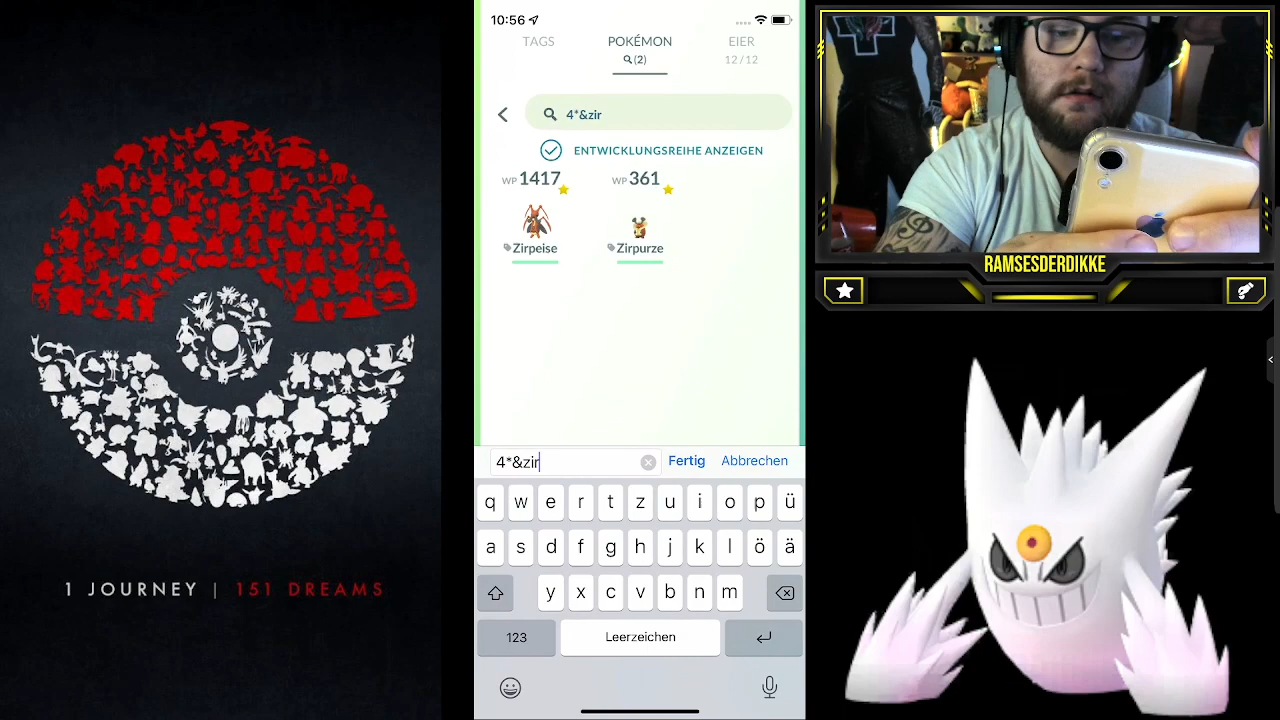 10:56
TAGS
POKÉMON
(2)
EIER
12/12
4*&zir
ENTWICKLUNGSREIHE ANZEIGEN
WP 1417
WP 361
Zirpeise
Zirpurze
4*&zir
Fertig
Abbrechen
q w e r t z u i o p ü
a s d f g h j k l ö ä
y x c v b n m
123
Leerzeichen
RAMSESDERDIKKE
1 JOURNEY | 151 DREAMS